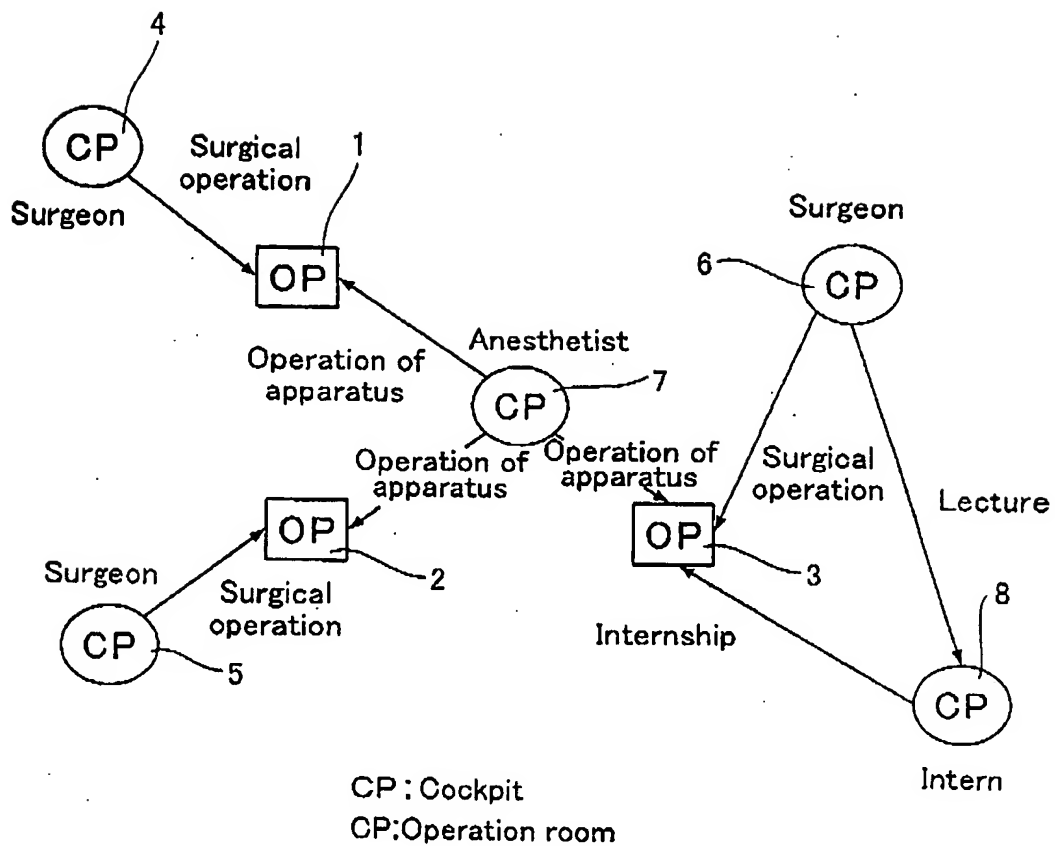 4
CP
Surgical
operation
1
Surgeon
OP
Surgeon
6
CP
Operation of
apparatus
Anesthetist
7
CP
Operation of
apparatus
Operation of
apparatus
Surgical
operation
Lecture
OP
2
OP
3
Surgeon
Surgical
operation
CP
5
Internship
8
CP
Intern
CP:Cockpit
CP:Operation room